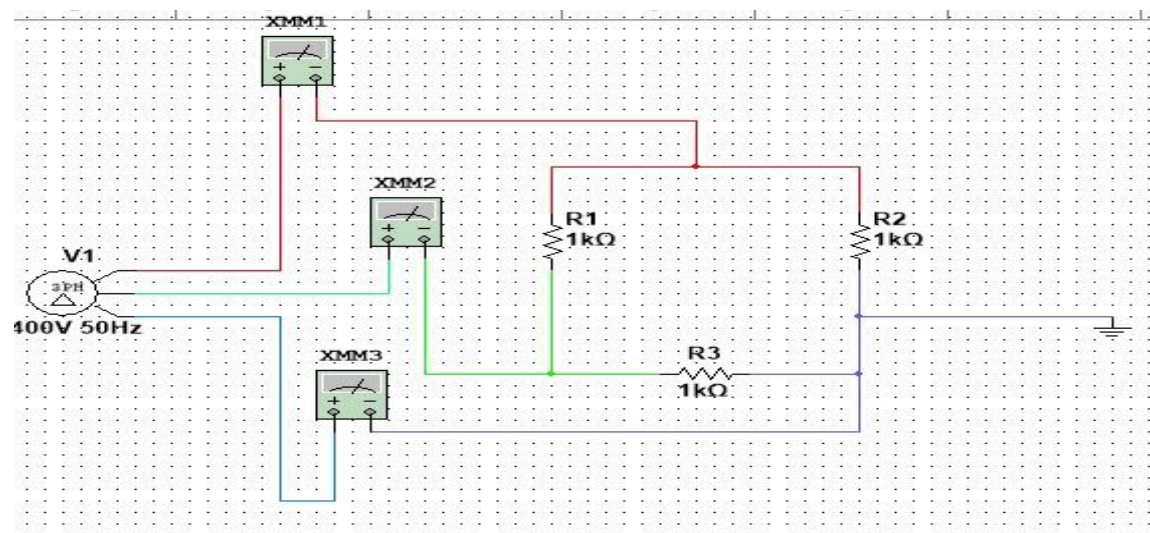 XMM1
+ −
XMM2
+ −
R1
1kΩ
R2
1kΩ
V1
3PH
400V 50Hz
XMM3
+ −
R3
1kΩ